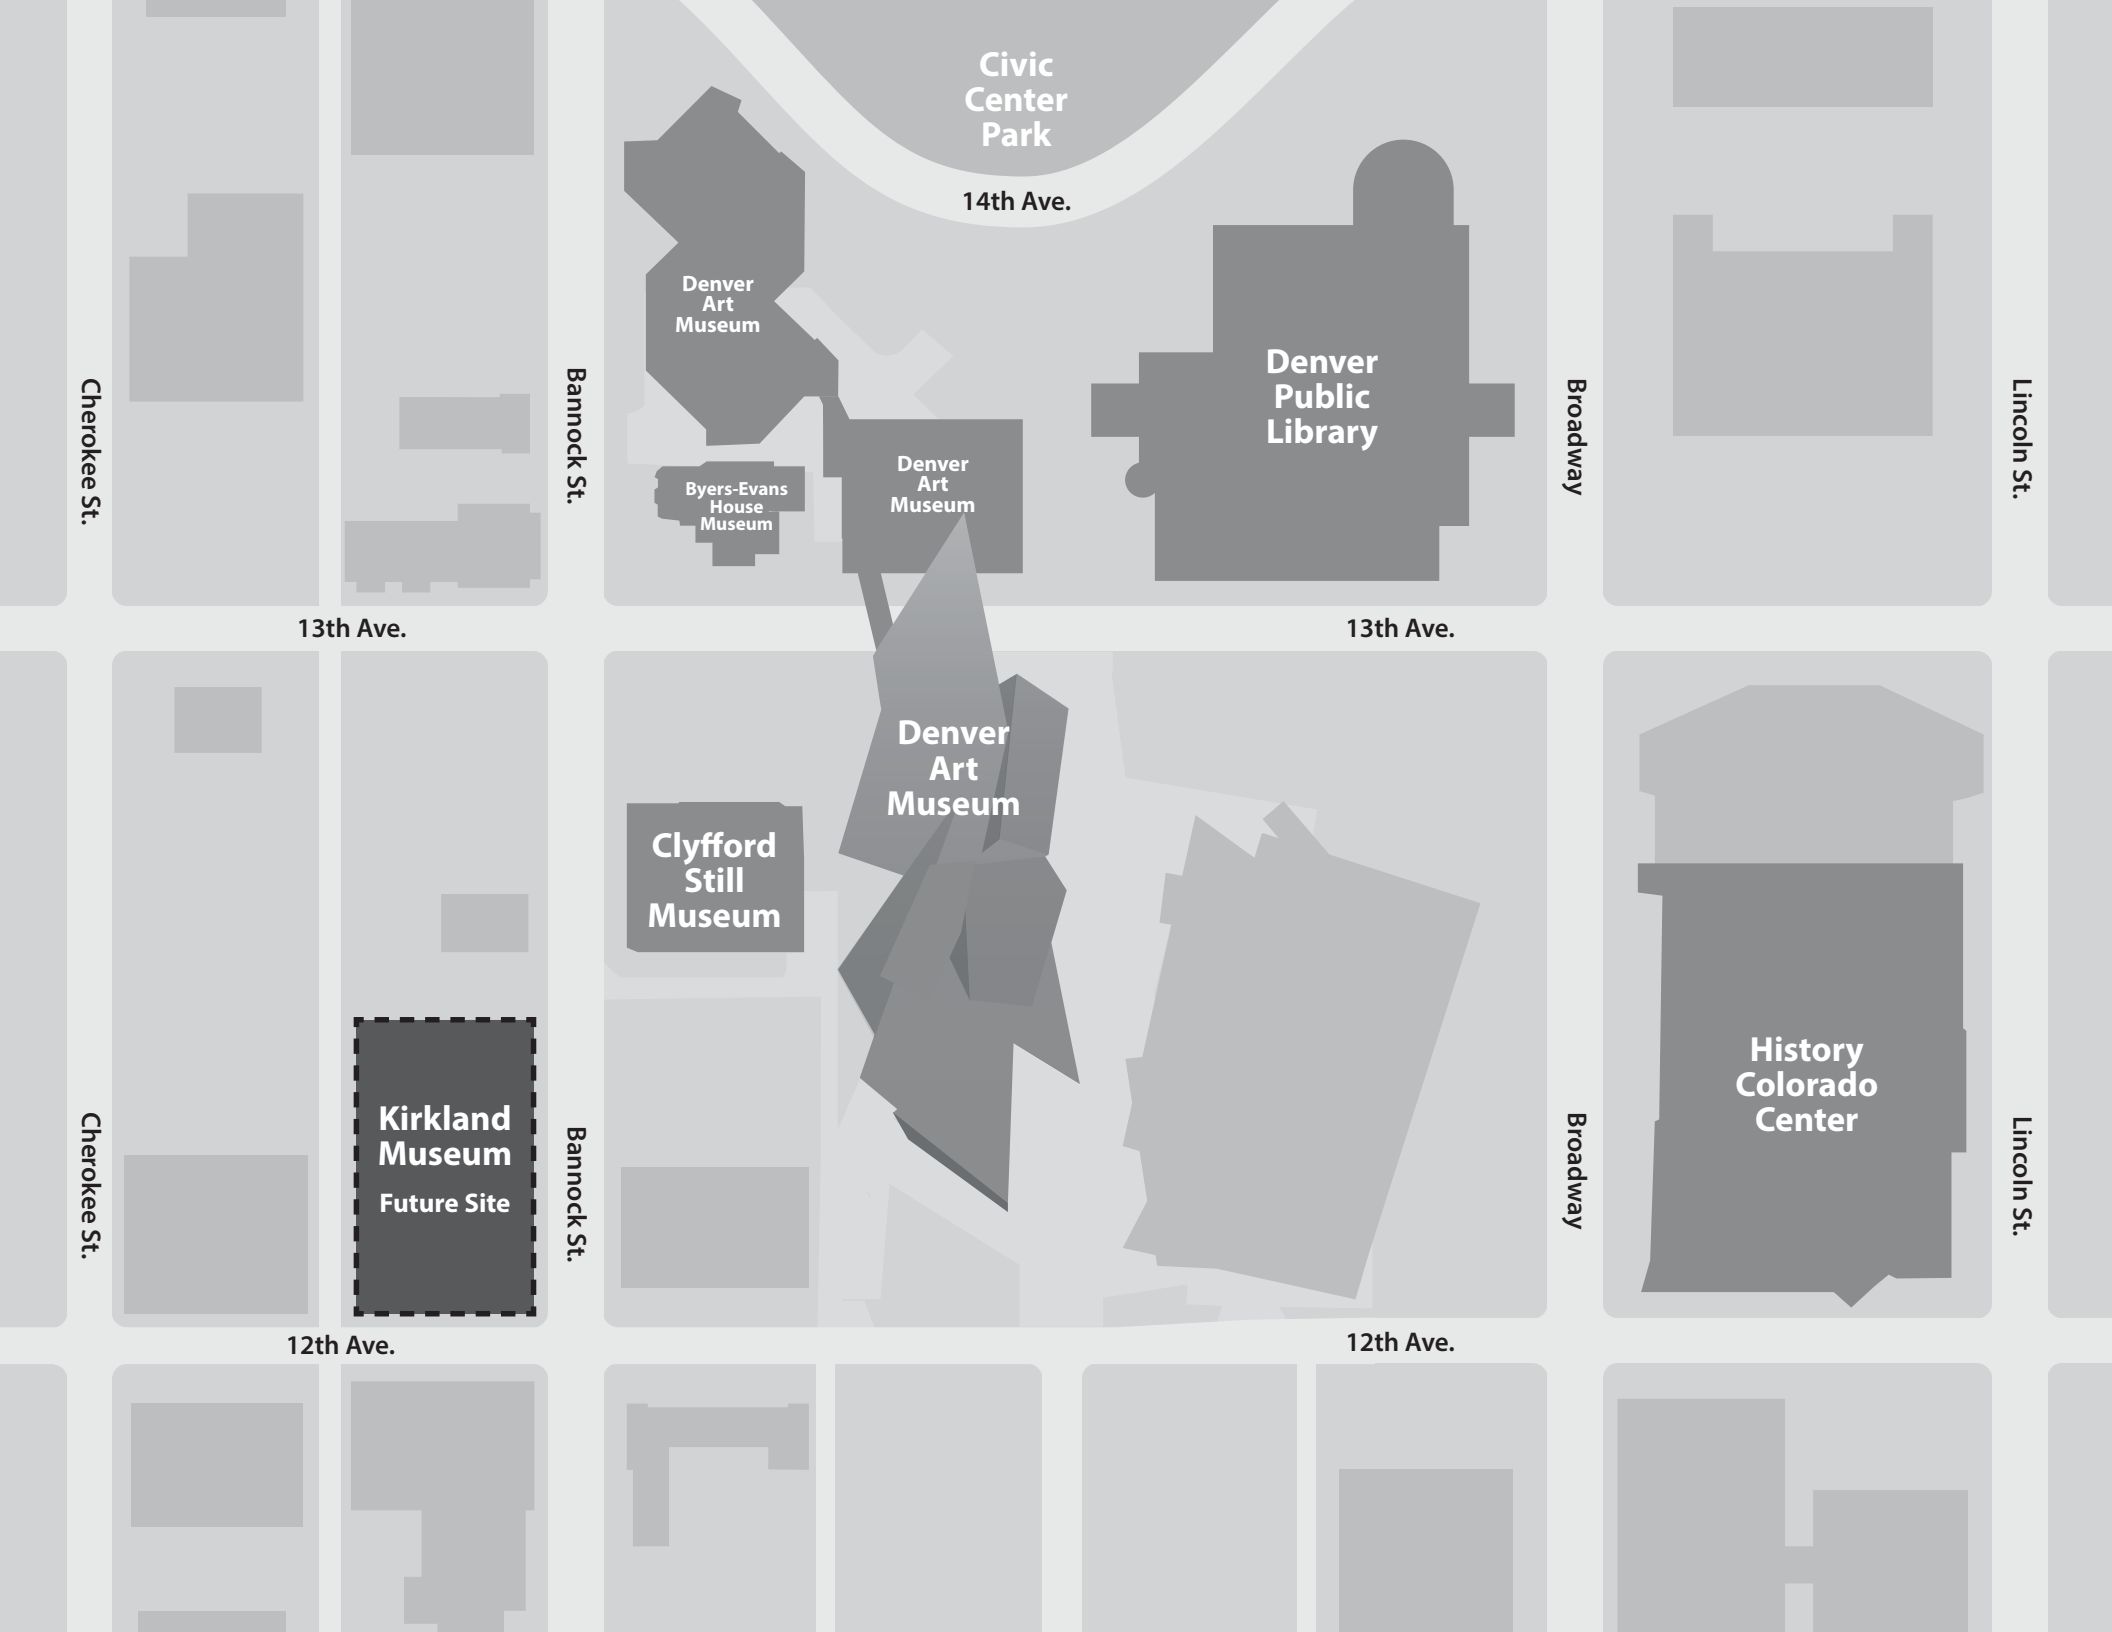 Civic
Center
Park
14th Ave.
Denver
Art
Museum
Denver
Public
Library
Cherokee St.
Bannock St.
Broadway
Lincoln St.
Denver
Art
Museum
Byers-Evans
House
Museum
13th Ave.
13th Ave.
Denver
Art
Museum
Clyfford
Still
Museum
History
Colorado
Center
Kirkland
Museum
Future Site
Cherokee St.
Bannock St.
Broadway
Lincoln St.
12th Ave.
12th Ave.